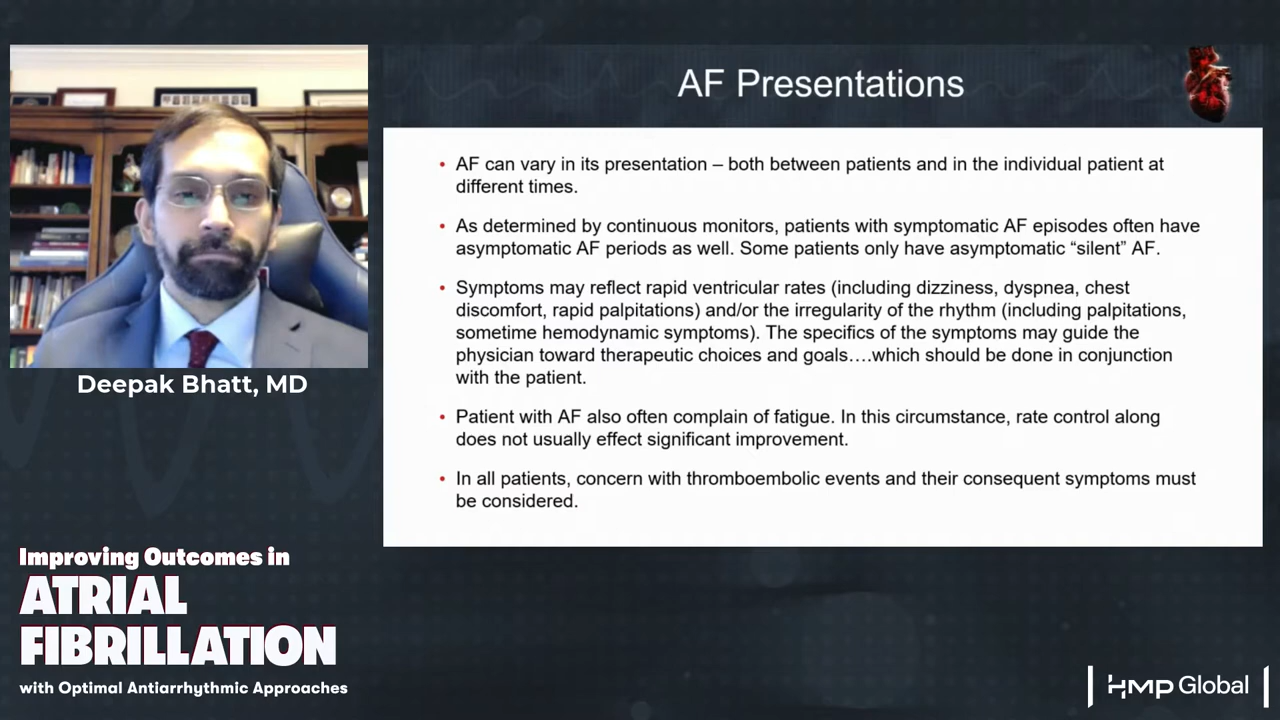 AF Presentations
• AF can vary in its presentation – both between patients and in the individual patient at
different times.
• As determined by continuous monitors, patients with symptomatic AF episodes often have
asymptomatic AF periods as well. Some patients only have asymptomatic “silent” AF.
• Symptoms may reflect rapid ventricular rates (including dizziness, dyspnea, chest
discomfort, rapid palpitations) and/or the irregularity of the rhythm (including palpitations,
sometime hemodynamic symptoms). The specifics of the symptoms may guide the
physician toward therapeutic choices and goals….which should be done in conjunction
with the patient.
• Patient with AF also often complain of fatigue. In this circumstance, rate control along
does not usually effect significant improvement.
• In all patients, concern with thromboembolic events and their consequent symptoms must
be considered.
Deepak Bhatt, MD
Improving Outcomes in
ATRIAL
FIBRILLATION
with Optimal Antiarrhythmic Approaches
HMP Global